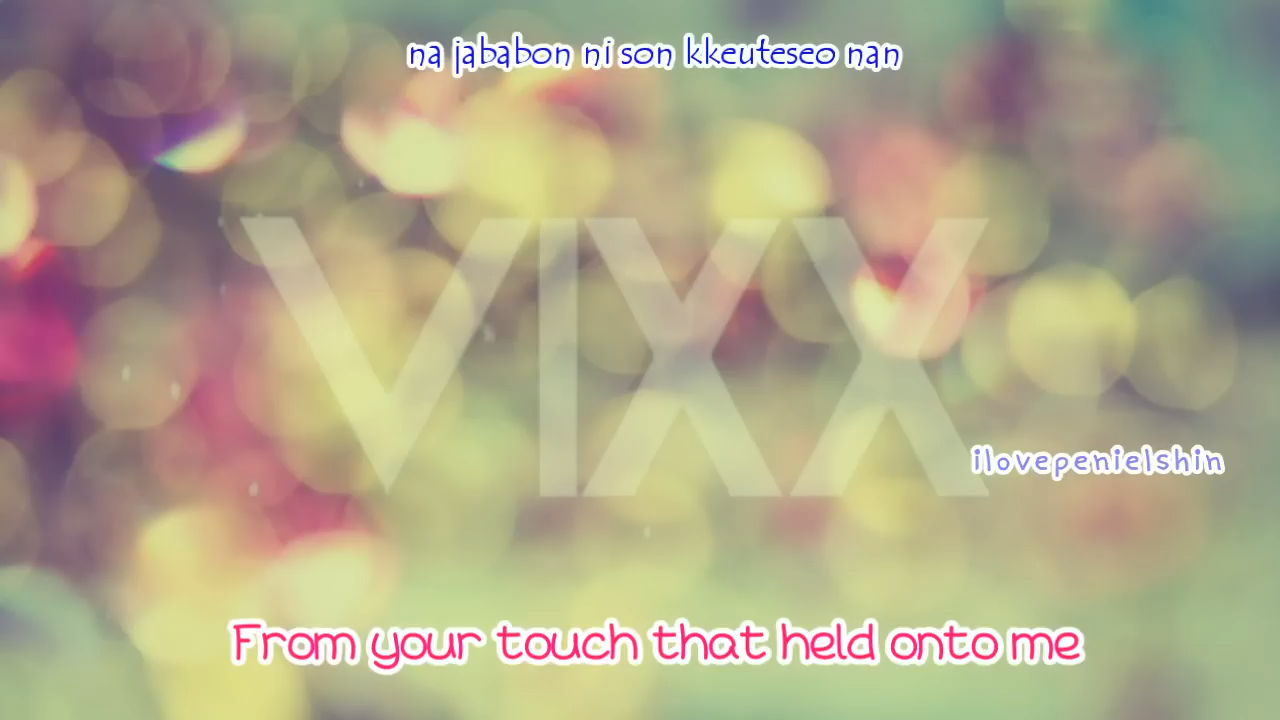 na jababon ni son kkeuteseo nan
VIXX
ilovepenielshin
From your touch that held onto me